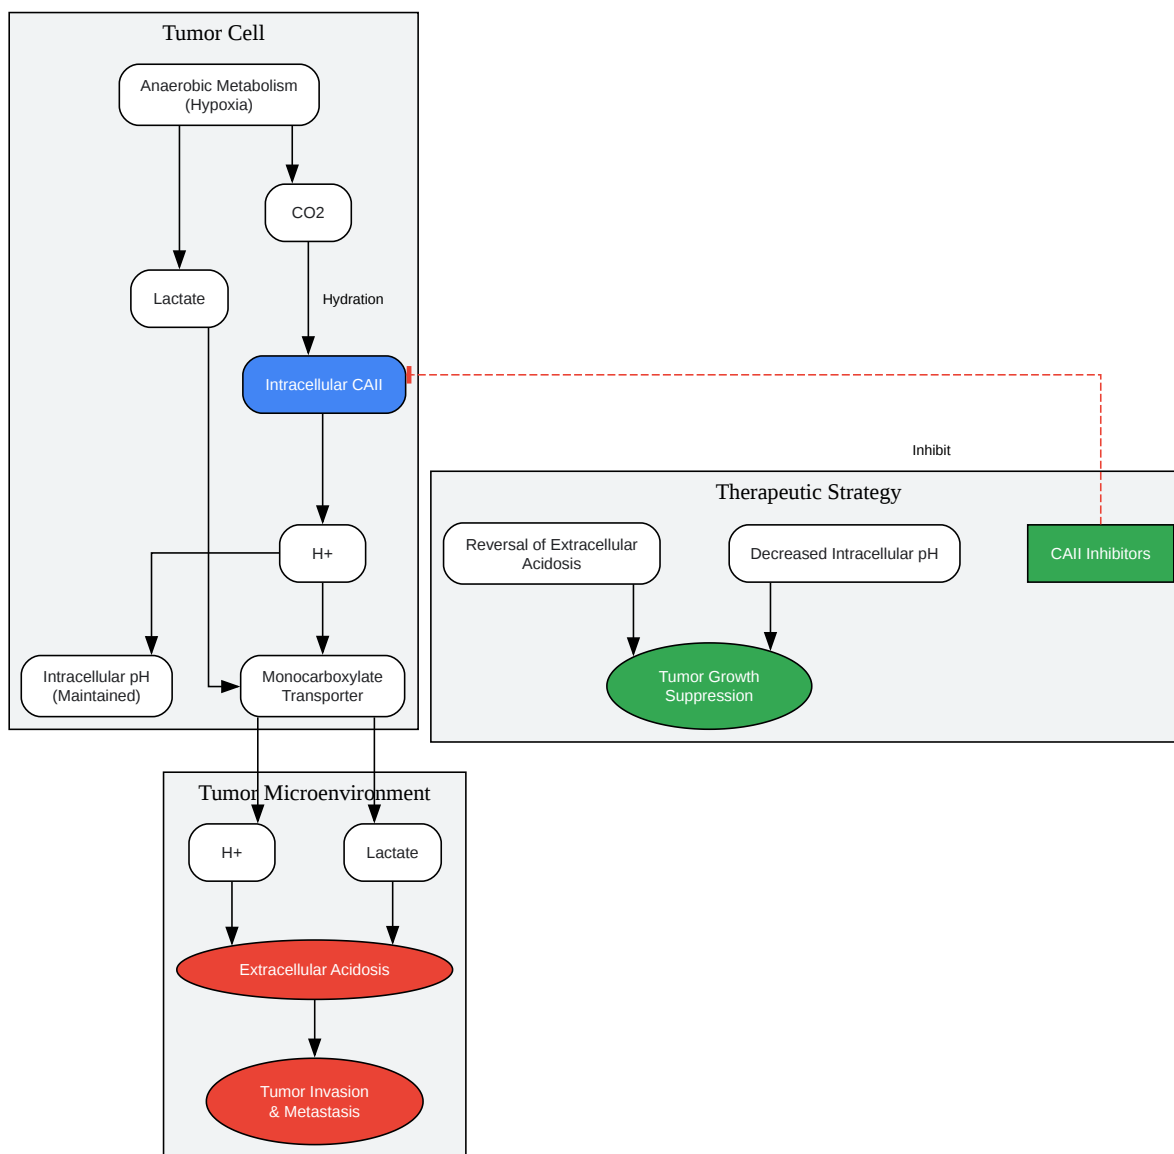 Tumor Cell
Anaerobic Metabolism
(Hypoxia)
CO2
Lactate
Hydration
Intracellular CAII
Inhibit
Therapeutic Strategy
Reversal of Extracellular
Acidosis
Decreased Intracellular pH
CAII Inhibitors
H+
Intracellular pH
(Maintained)
Monocarboxylate
Transporter
Tumor Growth
Suppression
Tumor Microenvironment
H+
Lactate
Extracellular Acidosis
Tumor Invasion
& Metastasis